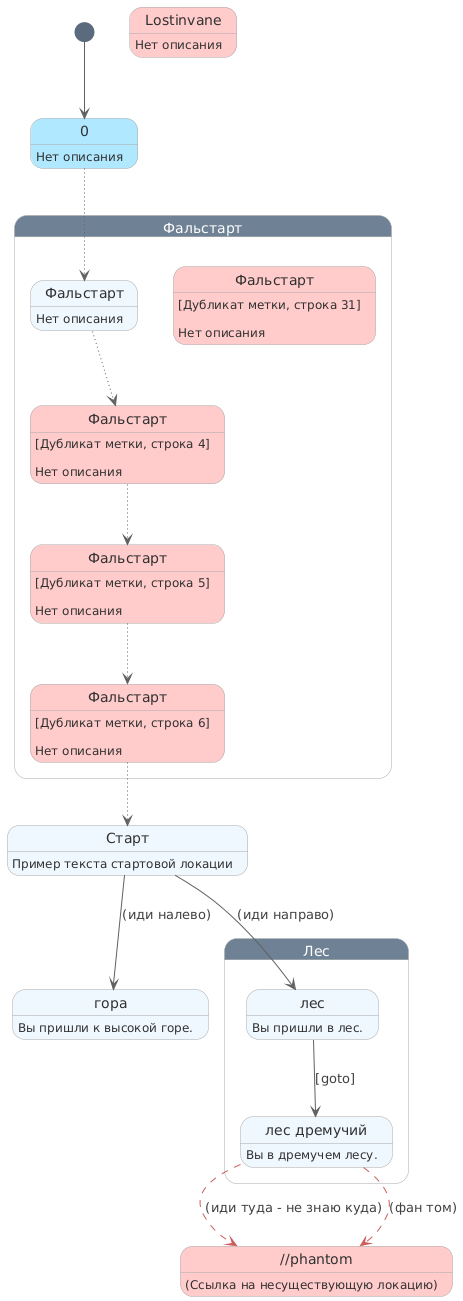 Lostinvane
Нет описания
0
Нет описания
Фальстарт
Фальстарт
Нет описания
Фальстарт
[Дубликат метки, строка 31]
Нет описания
Фальстарт
[Дубликат метки, строка 4]
Нет описания
Фальстарт
[Дубликат метки, строка 5]
Нет описания
Фальстарт
[Дубликат метки, строка 6]
Нет описания
Старт
Пример текста стартовой локации
(иди налево)
(иди направо)
Лес
гора
Вы пришли к высокой горе.
лес
Вы пришли в лес.
[goto]
лес дремучий
Вы в дремучем лесу.
(иди туда - не знаю куда)
(фан том)
//phantom
(Ссылка на несуществующую локацию)